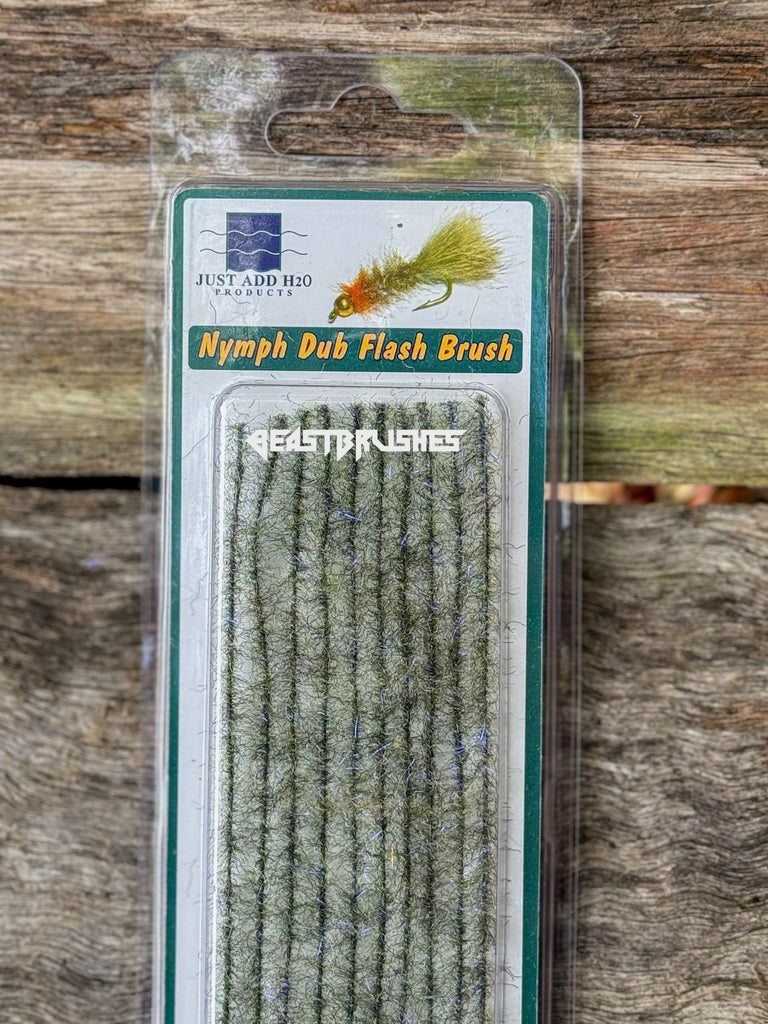 JUST ADD H2O
PRODUCTS
Nymph Dub Flash Brush
BEASTBRUSHES